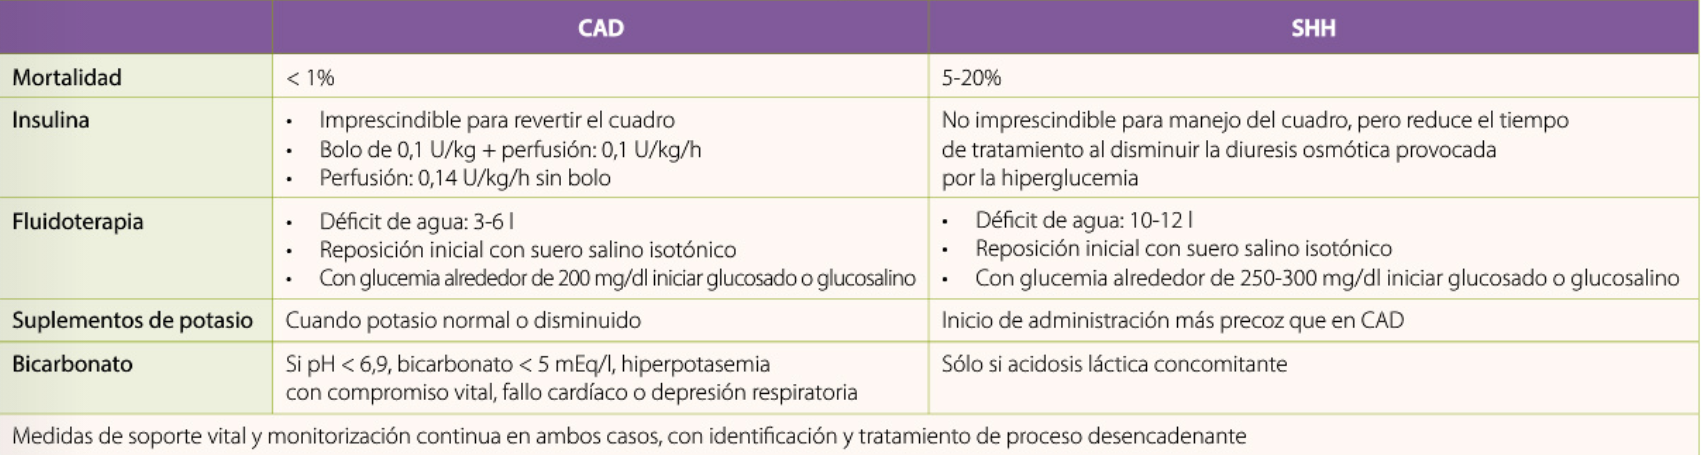 CAD
SHH
Mortalidad
< 1%
5-20%
Insulina
• Imprescindible para revertir el cuadro
• Bolo de 0,1 U/kg + perfusión: 0,1 U/kg/h
• Perfusión: 0,14 U/kg/h sin bolo
No imprescindible para manejo del cuadro, pero reduce el tiempo
de tratamiento al disminuir la diuresis osmótica provocada
por la hiperglucemia
Fluidoterapia
• Déficit de agua: 3-6 l
• Reposición inicial con suero salino isotónico
• Con glucemia alrededor de 200 mg/dl iniciar glucosado o glucosalino
• Déficit de agua: 10-12 l
• Reposición inicial con suero salino isotónico
• Con glucemia alrededor de 250-300 mg/dl iniciar glucosado o glucosalino
Suplementos de potasio
Cuando potasio normal o disminuido
Inicio de administración más precoz que en CAD
Bicarbonato
Si pH < 6,9, bicarbonato < 5 mEq/l, hiperpotasemia
con compromiso vital, fallo cardíaco o depresión respiratoria
Sólo si acidosis láctica concomitante
Medidas de soporte vital y monitorización continua en ambos casos, con identificación y tratamiento de proceso desencadenante